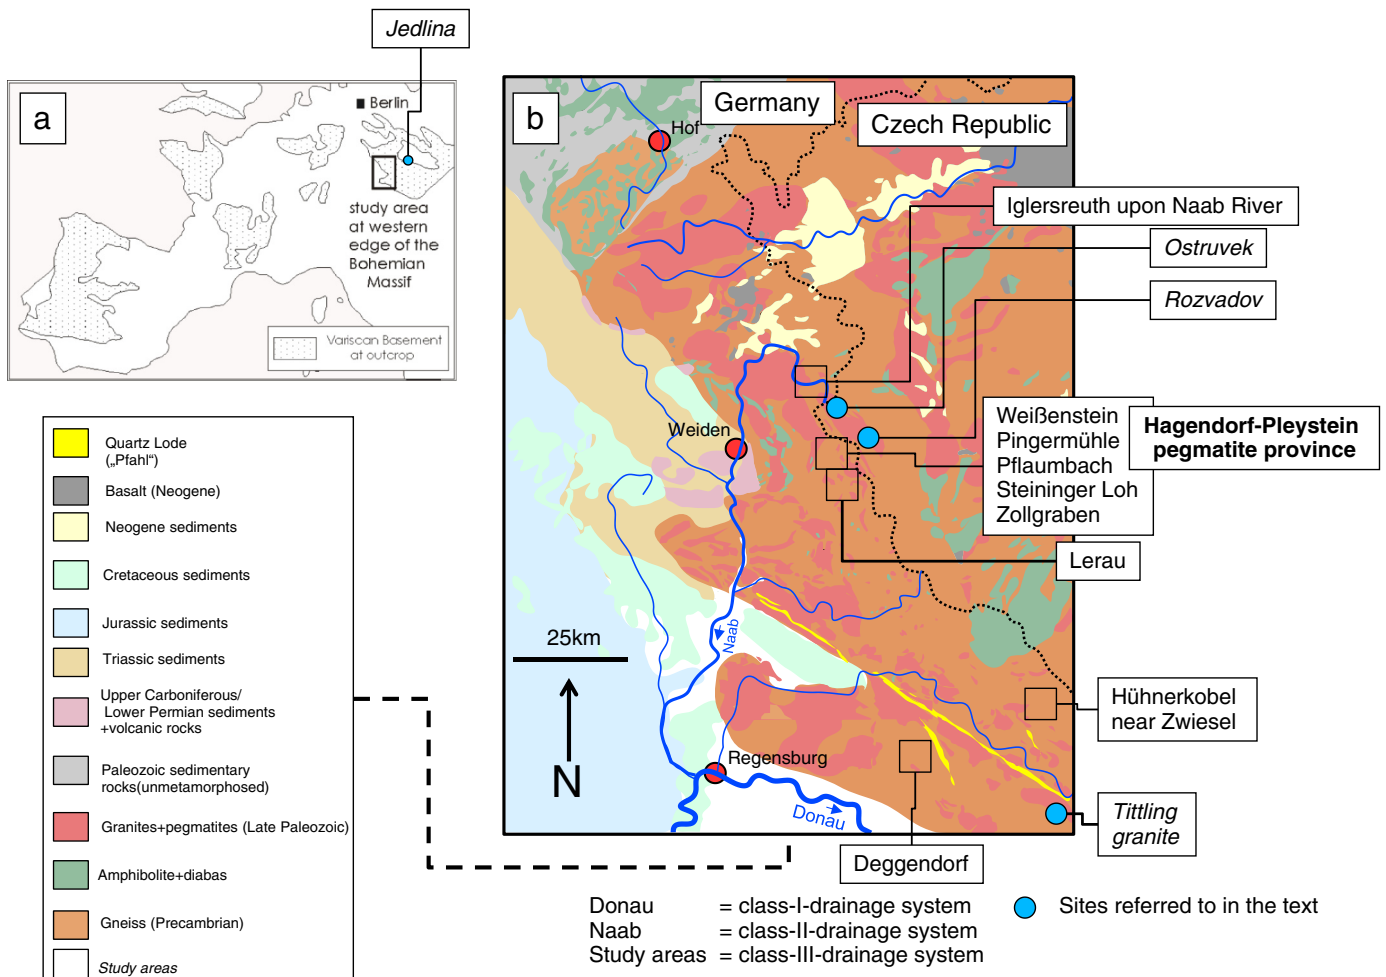 Jedlina
a
Berlin
study area
at western
edge of the
Bohemian
Massif
Variscan Basement
at outcrop
b
Germany
Czech Republic
Hof
Iglersreuth upon Naab River
Ostruvek
Rozvadov
Weiden
Weißenstein
Pingermühle
Pflaumbach
Steininger Loh
Zollgraben
Hagendorf-Pleystein
pegmatite province
Lerau
Naab
25km
N
Hühnerkobel
near Zwiesel
Regensburg
Donau
Tittling
granite
Deggendorf
Quartz Lode
(„Pfahl“)
Basalt (Neogene)
Neogene sediments
Cretaceous sediments
Jurassic sediments
Triassic sediments
Upper Carboniferous/
Lower Permian sediments
+volcanic rocks
Paleozoic sedimentary
rocks(unmetamorphosed)
Granites+pegmatites (Late Paleozoic)
Amphibolite+diabas
Gneiss (Precambrian)
Study areas
Donau = class-I-drainage system
Naab = class-II-drainage system
Study areas = class-III-drainage system
Sites referred to in the text